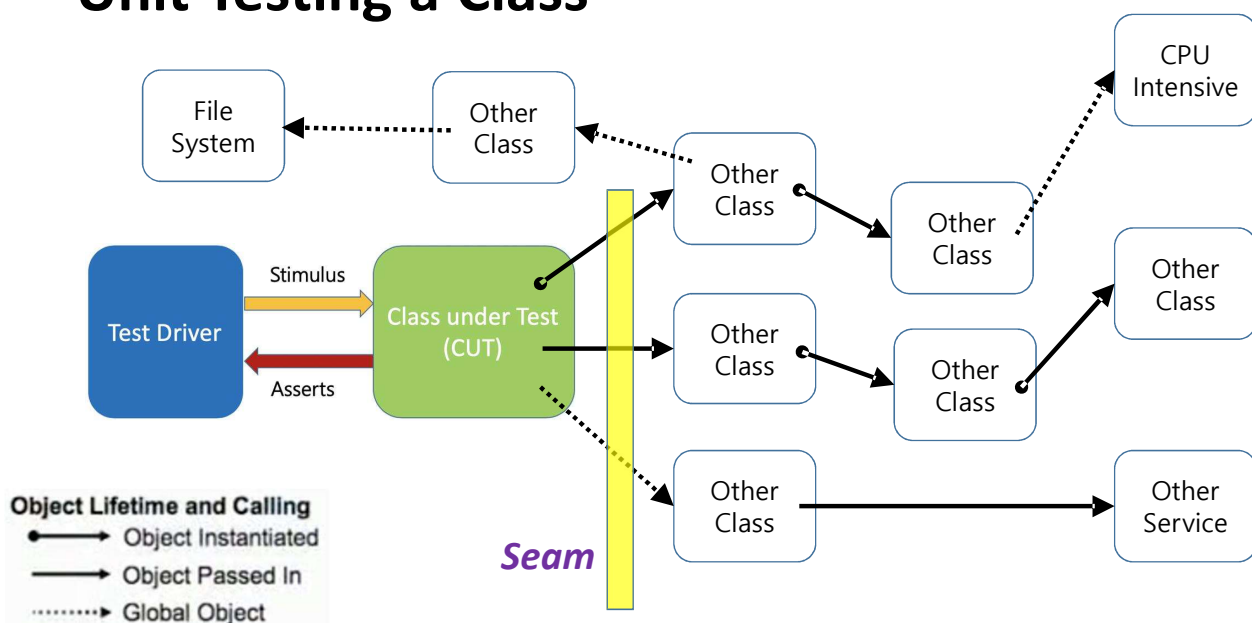 Unit Testing a Class
CPU
Intensive
File
System
Other
Class
Other
Class
Other
Class
Other
Class
Stimulus
Test Driver
Class under Test
(CUT)
Asserts
Other
Class
Other
Class
Other
Class
Other
Service
Seam
Object Lifetime and Calling
Object Instantiated
Object Passed In
Global Object